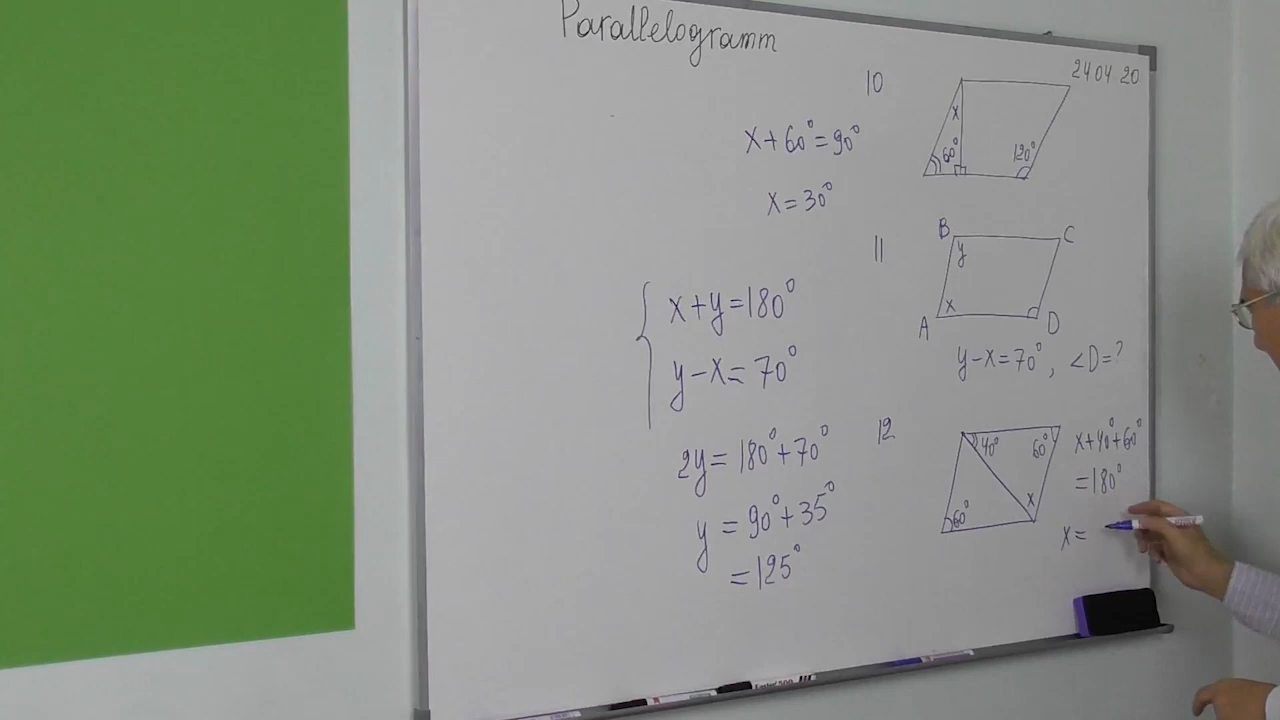 Parallelogramm
24 04 20
10
x+60°=90°
x=30°
x
60°
120°
11
B
C
y
x
A
D
y-x=70°, <D=?
x+y=180°
y-x=70°
2y=180°+70°
y=90°+35°
=125°
12
40°
60°
60°
x
x+40°+60°
=180°
x=